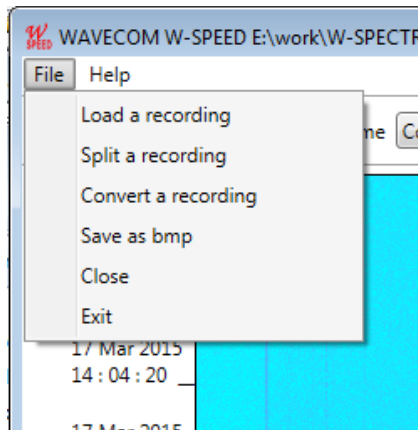 W SPEED WAVECOM W-SPEED E:\work\W-SPECTR
File Help
Load a recording
Split a recording
Convert a recording
Save as bmp
Close
Exit
17 Mar 2015
14 : 04 : 20
17 Mar 2015